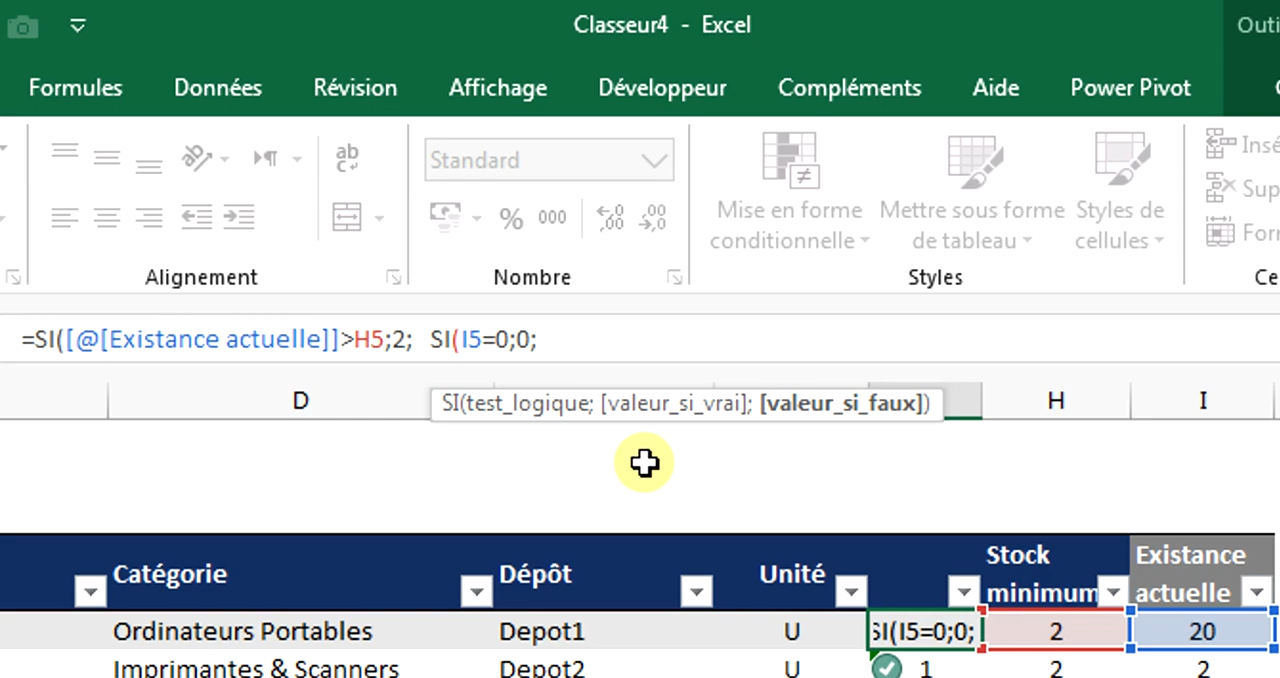 Classeur4 - Excel
Outi
Formules Données Révision Affichage Développeur Compléments Aide Power Pivot
ab
Standard
≠
Insé
c
% 000
,00
Mise en forme conditionnelle
Mettre sous forme de tableau
Styles de cellules
Sup
Form
Alignement Nombre Styles Ce
=SI([@[Existance actuelle]]>H5;2; SI(I5=0;0;
D H I
SI(test_logique; [valeur_si_vrai]; [valeur_si_faux])
Catégorie Dépôt Unité Stock minimum Existance actuelle
Ordinateurs Portables Depot1 U SI(I5=0;0; 2 20
Imprimantes & Scanners Depot2 U 1 2 2